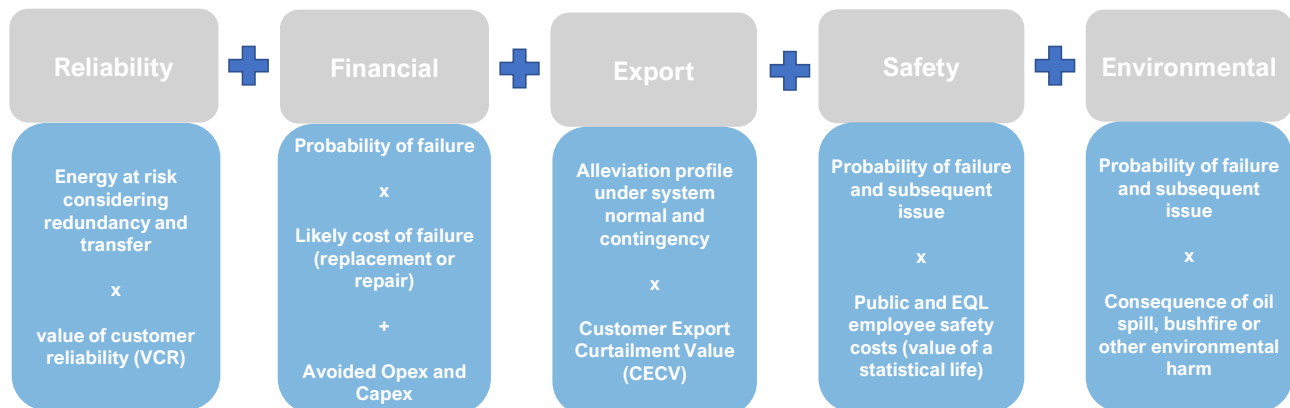 Reliability
Financial
Export
Safety
Environmental
Energy at risk
considering
redundancy and
transfer
x
value of customer
reliability (VCR)
Probability of failure
x
Likely cost of failure
(replacement or
repair)
+
Avoided Opex and
Capex
Alleviation profile
under system
normal and
contingency
x
Customer Export
Curtailment Value
(CECV)
Probability of failure
and subsequent
issue
x
Public and EQL
employee safety
costs (value of a
statistical life)
Probability of failure
and subsequent
issue
x
Consequence of oil
spill, bushfire or
other environmental
harm